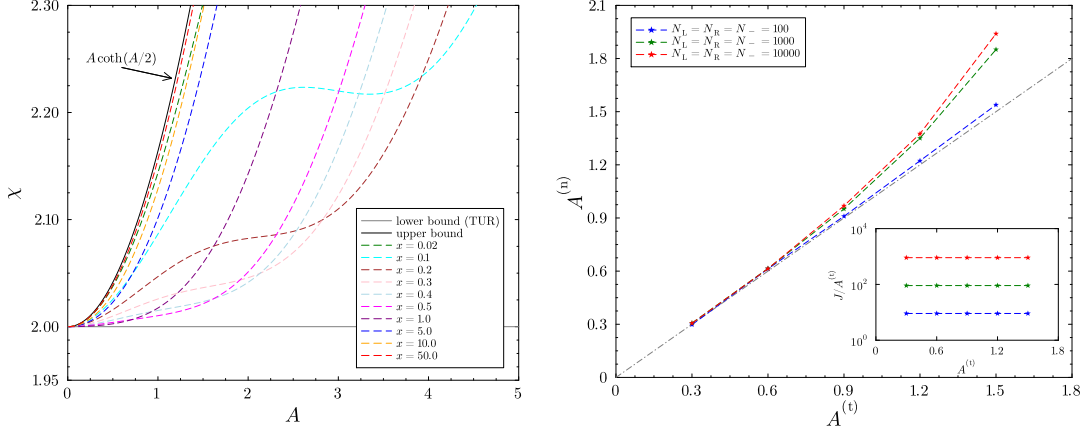 2.30
2.20
2.10
2.00
1.95
χ
A coth(A/2)
lower bound (TUR)
upper bound
x = 0.02
x = 0.1
x = 0.2
x = 0.3
x = 0.4
x = 0.5
x = 1.0
x = 5.0
x = 10.0
x = 50.0
0 1 2 3 4 5
A
2.1
1.8
1.5
1.2
0.9
0.6
0.3
0
A^(n)
N_L = N_R = N_− = 100
N_L = N_R = N_− = 1000
N_L = N_R = N_− = 10000
10^4
10^2
10^0
J/A^(t)
0 0.6 1.2 1.8
A^(t)
0 0.3 0.6 0.9 1.2 1.5 1.8
A^(t)